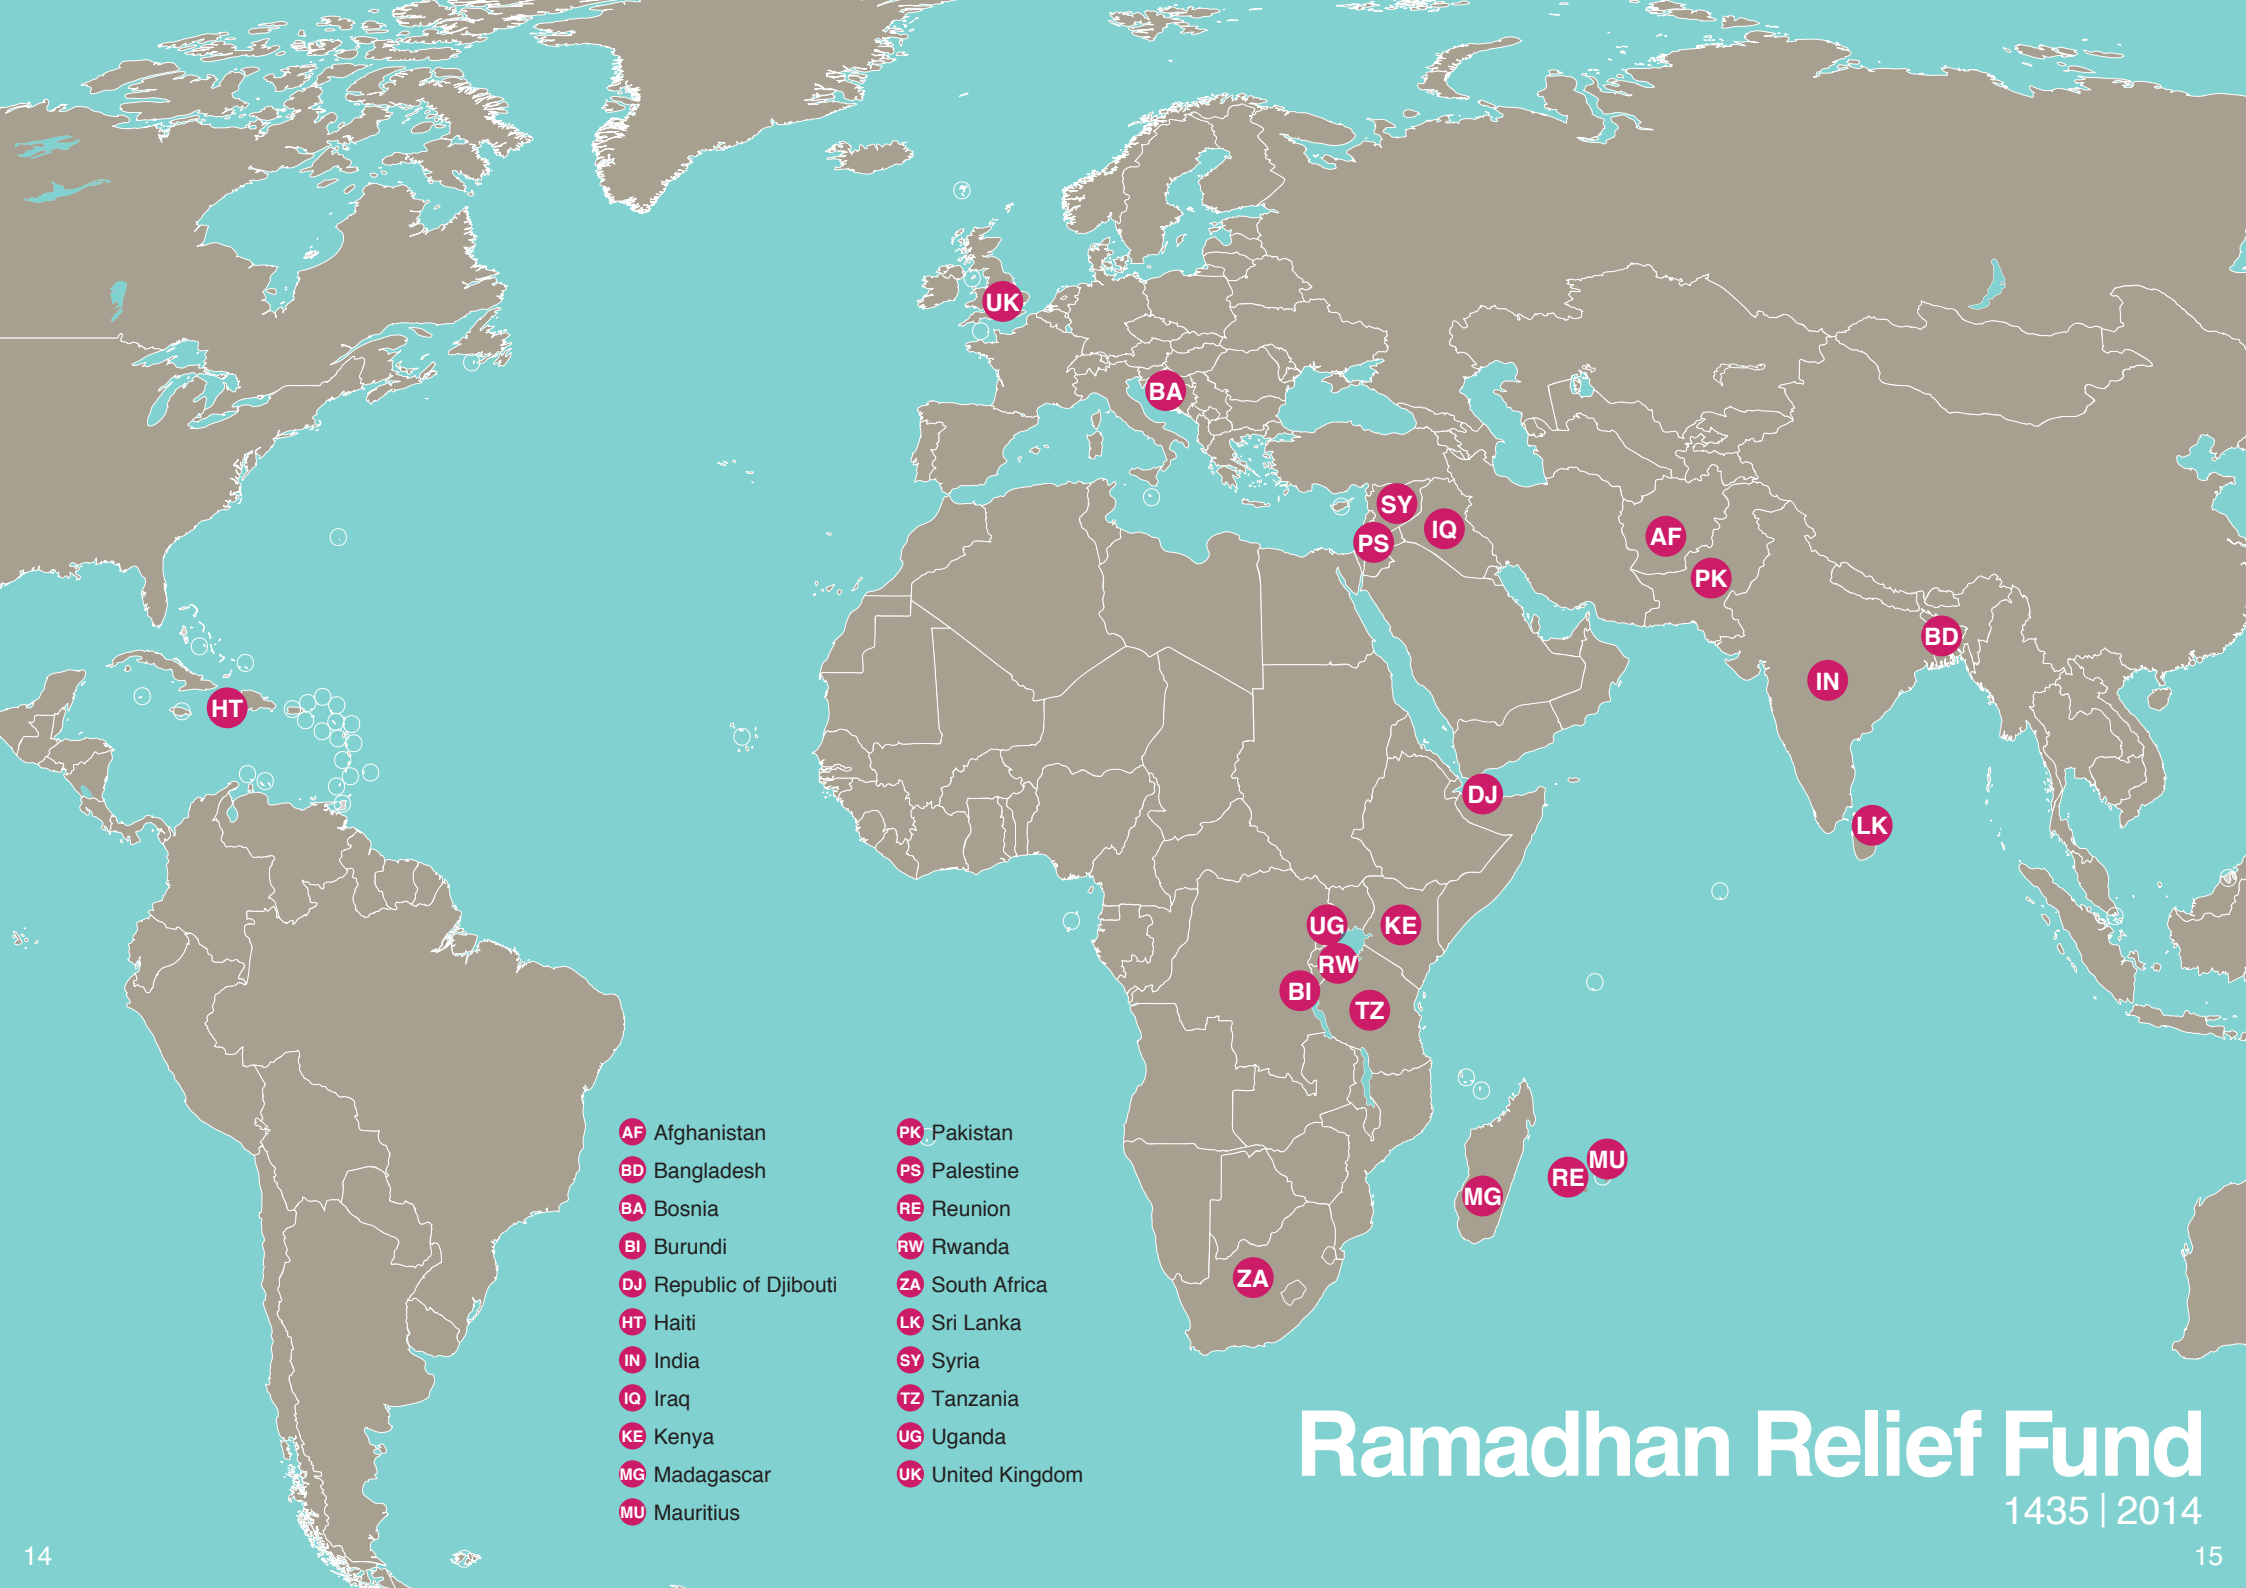 UK
BA
SY
IQ
PS
AF
PK
BD
IN
HT
DJ
LK
UG
KE
RW
BI
TZ
MU
RE
MG
ZA
AF Afghanistan
BD Bangladesh
BA Bosnia
BI Burundi
DJ Republic of Djibouti
HT Haiti
IN India
IQ Iraq
KE Kenya
MG Madagascar
MU Mauritius
PK Pakistan
PS Palestine
RE Reunion
RW Rwanda
ZA South Africa
LK Sri Lanka
SY Syria
TZ Tanzania
UG Uganda
UK United Kingdom
Ramadhan Relief Fund
1435 | 2014
14
15